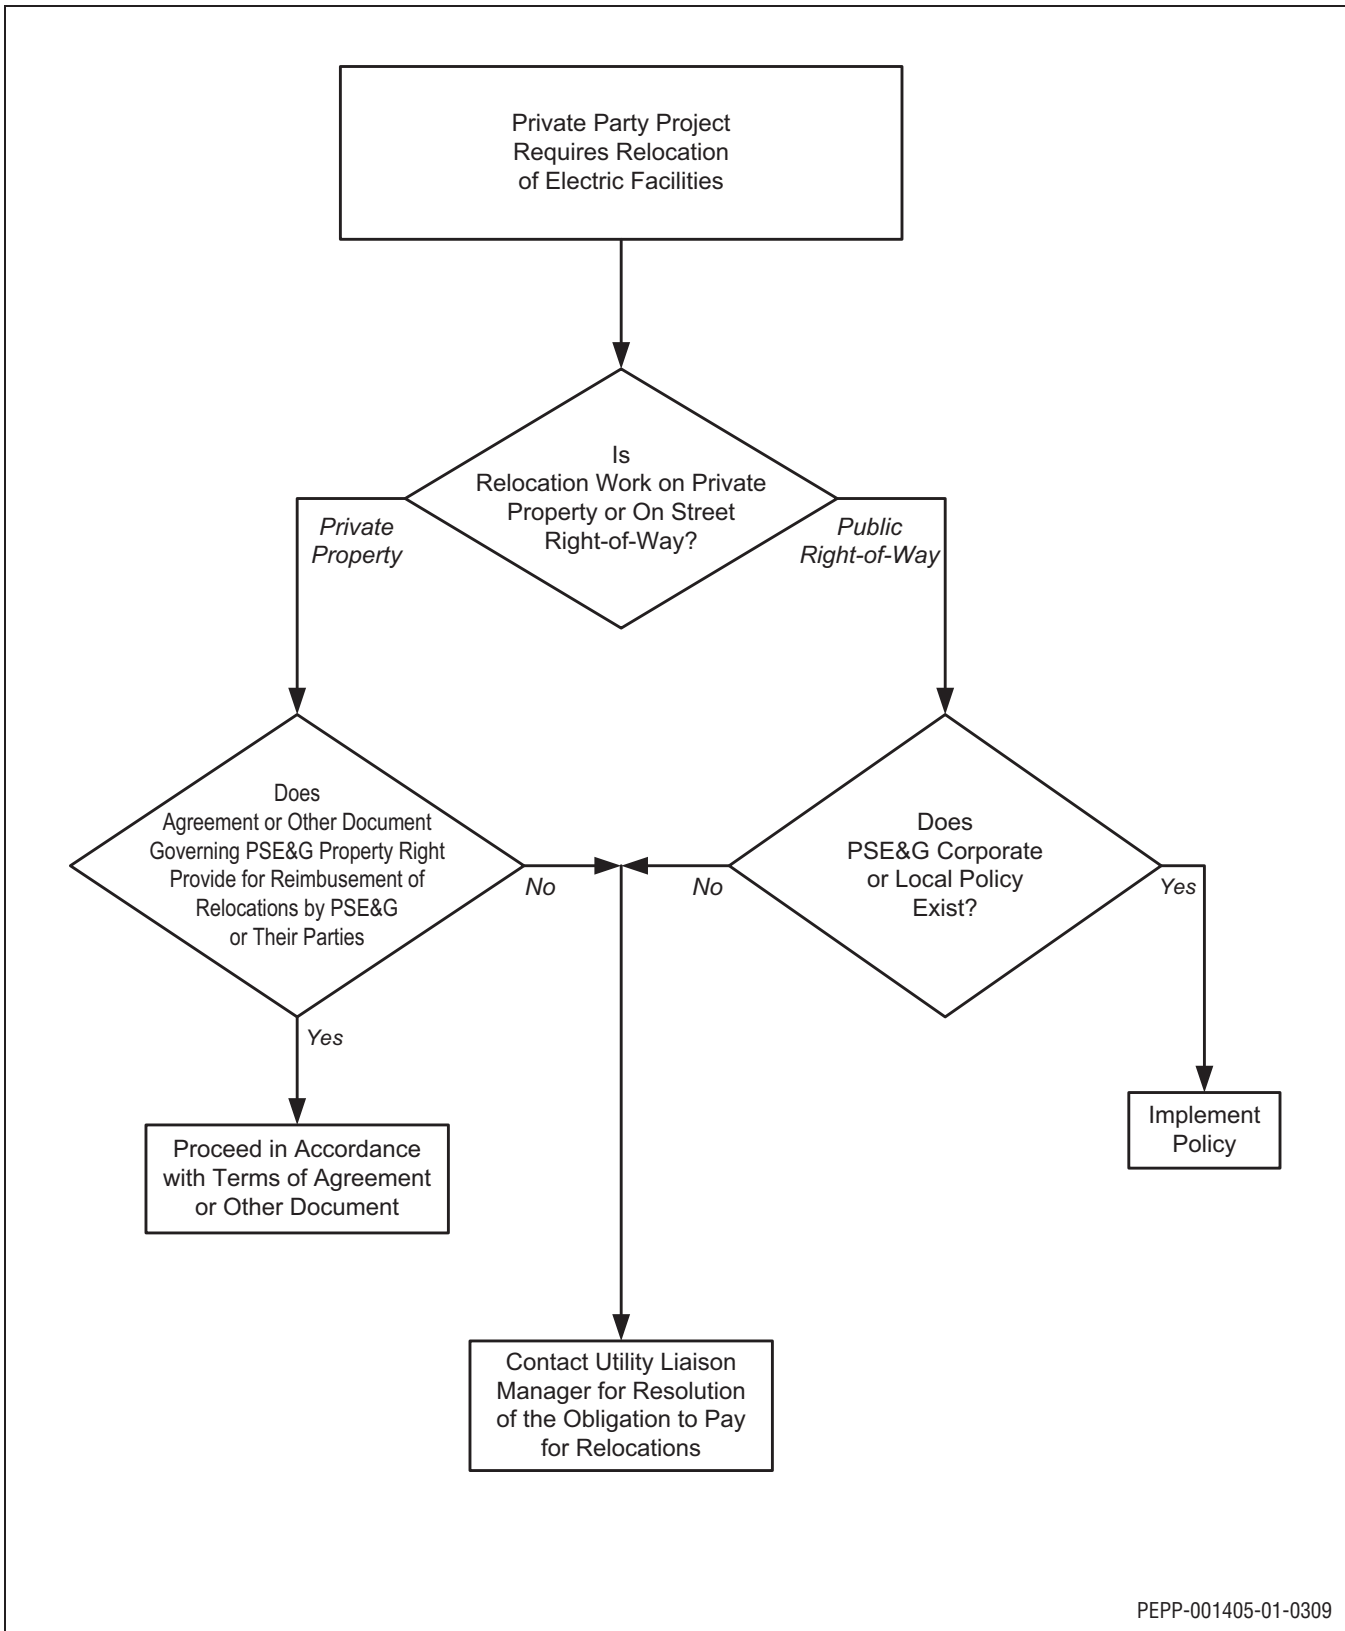 Private Party Project
Requires Relocation
of Electric Facilities
Is
Relocation Work on Private
Property or On Street
Right-of-Way?
Private
Property
Public
Right-of-Way
Does
Agreement or Other Document
Governing PSE&G Property Right
Provide for Reimbusement of
Relocations by PSE&G
or Their Parties
No
No
Does
PSE&G Corporate
or Local Policy
Exist?
Yes
Yes
Implement
Policy
Proceed in Accordance
with Terms of Agreement
or Other Document
Contact Utility Liaison
Manager for Resolution
of the Obligation to Pay
for Relocations
PEPP-001405-01-0309